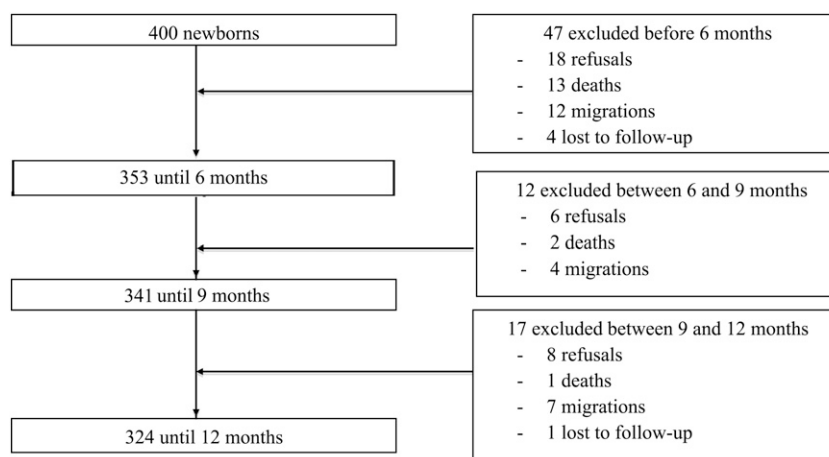 400 newborns
47 excluded before 6 months
- 18 refusals
- 13 deaths
- 12 migrations
- 4 lost to follow-up
353 until 6 months
12 excluded between 6 and 9 months
- 6 refusals
- 2 deaths
- 4 migrations
341 until 9 months
17 excluded between 9 and 12 months
- 8 refusals
- 1 deaths
- 7 migrations
- 1 lost to follow-up
324 until 12 months